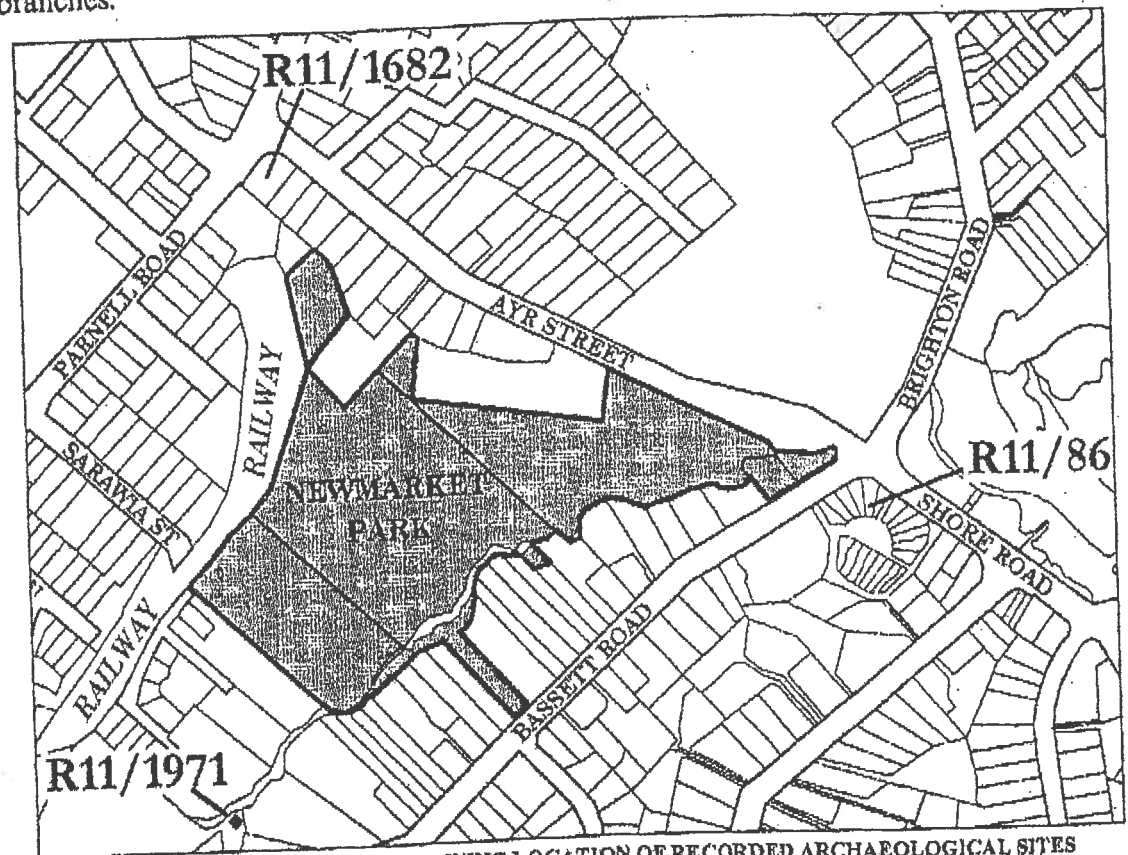 branches.
R11/1682
PARNELL ROAD
AYR STREET
BRIGHTON ROAD
RAILWAY
R11/86
SARAWIA ST
NEWMARKET
PARK
SHORE ROAD
RAILWAY
BASSETT ROAD
R11/1971
LOCATION OF RECORDED ARCHAEOLOGICAL SITES